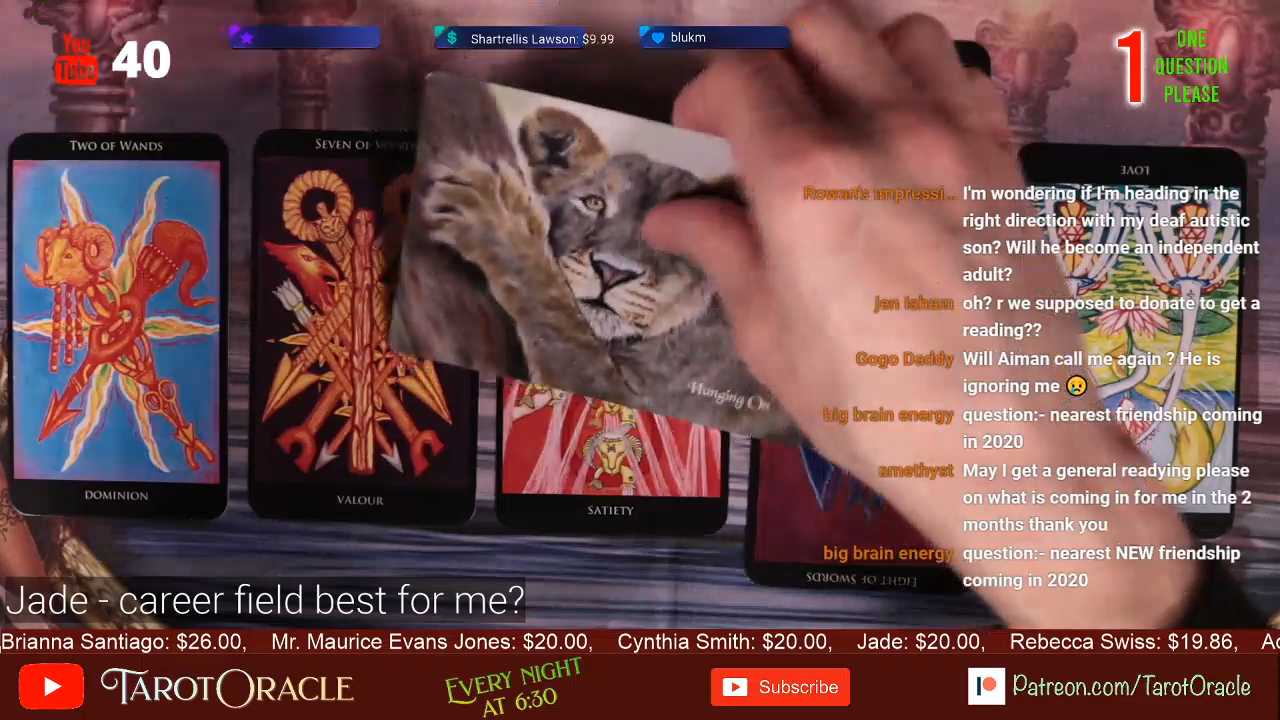 You
Tube
40
Shartrellis Lawson: $9.99
blukm
1
ONE
QUESTION
PLEASE
TWO OF WANDS
DOMINION
SEVEN OF WANDS
VALOUR
Hanging On
SATIETY
EIGHT OF SWORDS
LOVE
Rowan's Impressi.. I'm wondering if I'm heading in the
right direction with my deaf autistic
son? Will he become an independent
adult?
jen isham oh? r we supposed to donate to get a
reading??
Gogo Daddy Will Aiman call me again ? He is
ignoring me 😢
big brain energy question:- nearest friendship coming
in 2020
amethyst May I get a general readying please
on what is coming in for me in the 2
months thank you
big brain energy question:- nearest NEW friendship
coming in 2020
Jade - career field best for me?
Brianna Santiago: $26.00, Mr. Maurice Evans Jones: $20.00, Cynthia Smith: $20.00, Jade: $20.00, Rebecca Swiss: $19.86,
TAROTORACLE
EVERY NIGHT
AT 6:30
Subscribe
Patreon.com/TarotOracle